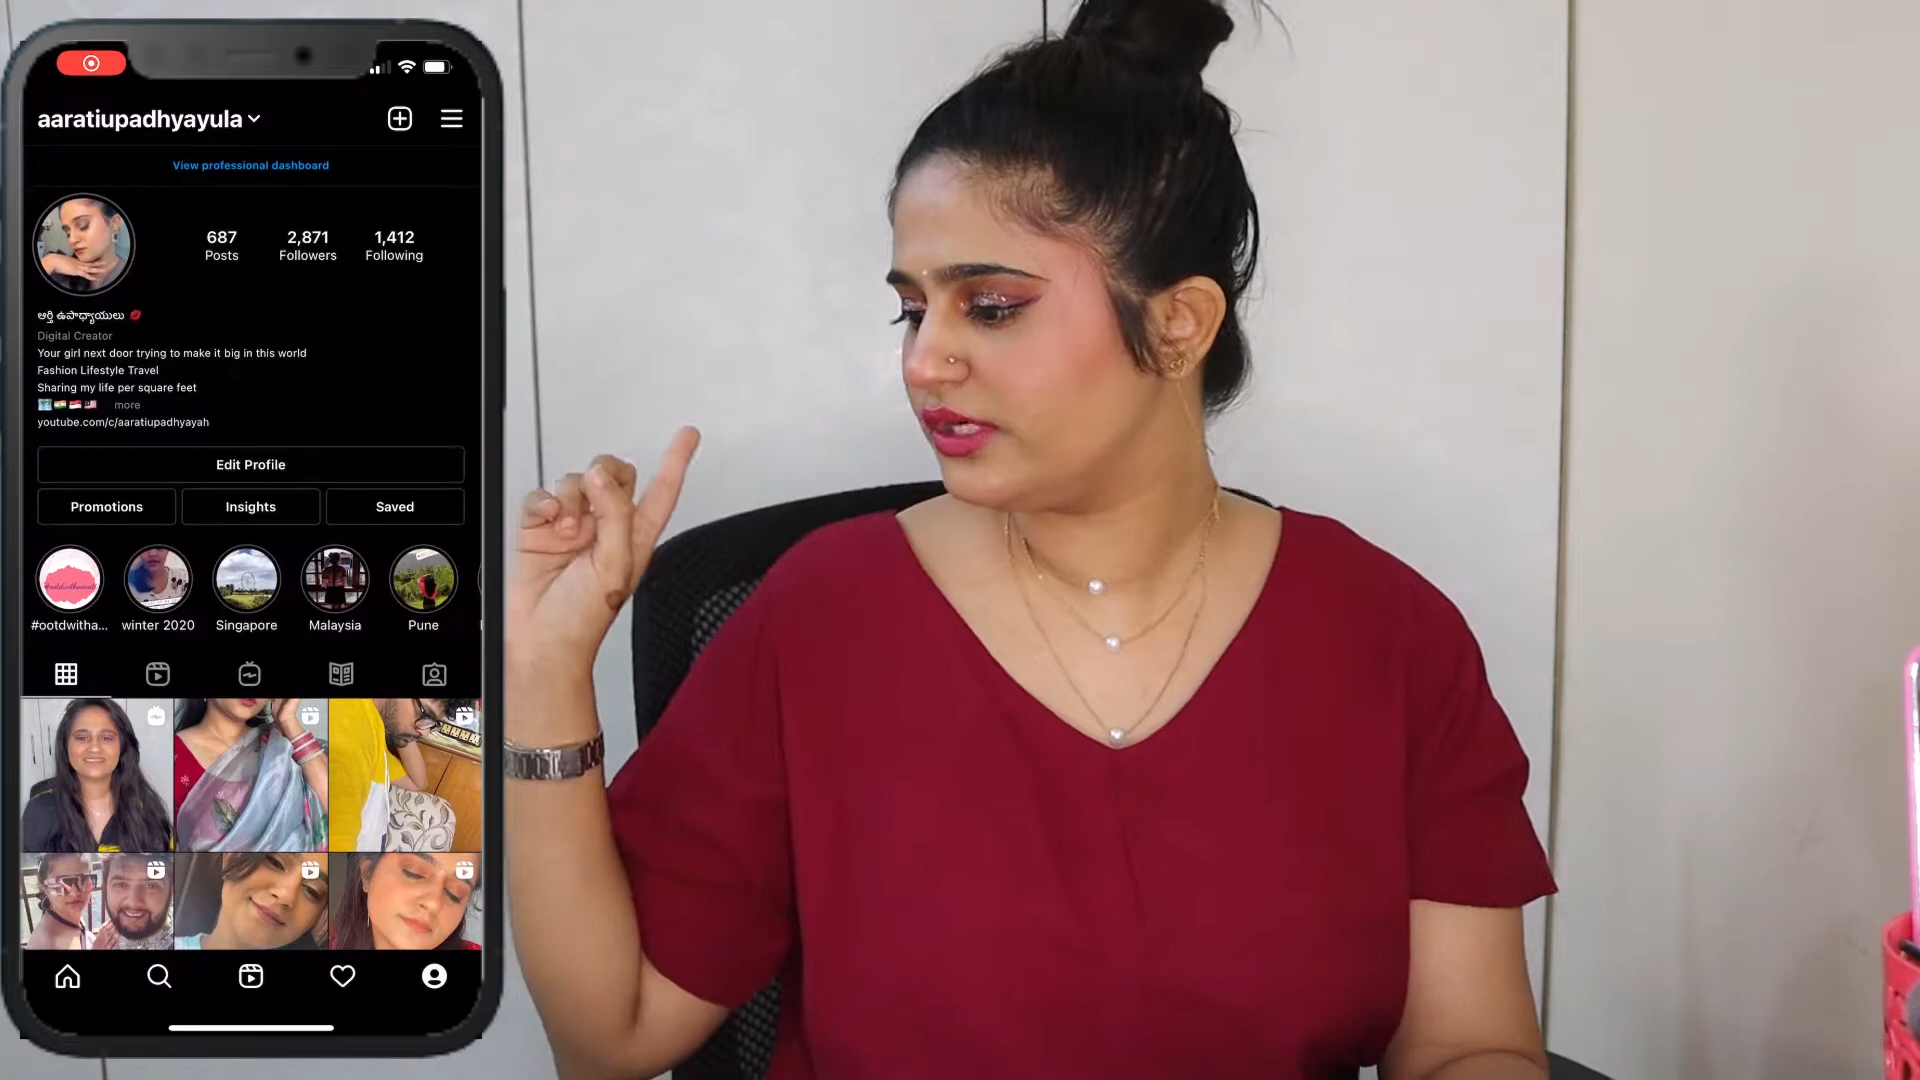 aaratiupadhyayula
View professional dashboard
687 2,871 1,412
Posts Followers Following
ఆర్తి ఉపాధ్యాయులు
Digital Creator
Your girl next door trying to make it big in this world
Fashion Lifestyle Travel
Sharing my life per square feet
more
youtube.com/c/aaratiupadhyayah
Edit Profile
Promotions Insights Saved
#ootdwitha... winter 2020 Singapore Malaysia Pune